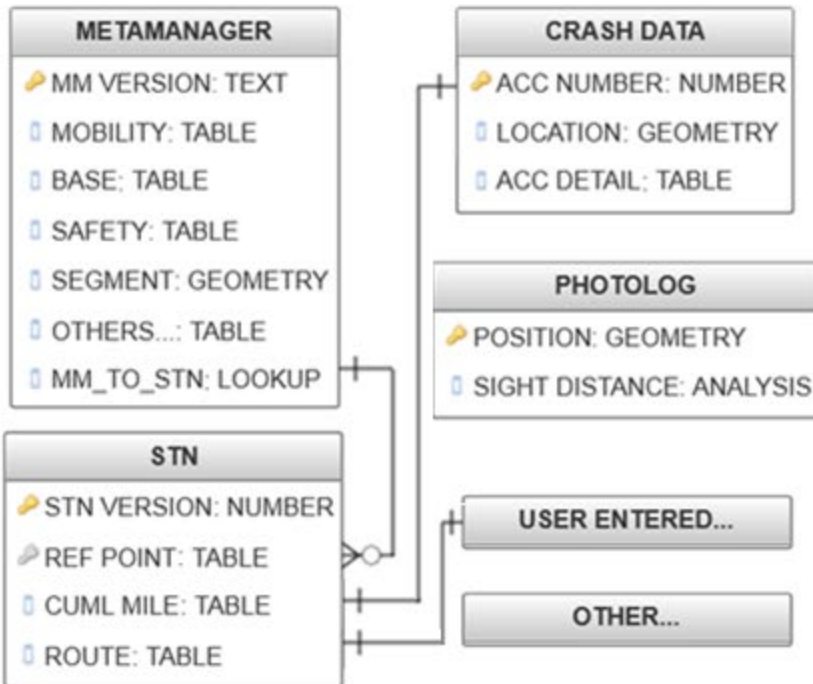 METAMANAGER
MM VERSION: TEXT
MOBILITY: TABLE
BASE: TABLE
SAFETY: TABLE
SEGMENT: GEOMETRY
OTHERS...: TABLE
MM_TO_STN: LOOKUP
STN
STN VERSION: NUMBER
REF POINT: TABLE
CUML MILE: TABLE
ROUTE: TABLE
CRASH DATA
ACC NUMBER: NUMBER
LOCATION: GEOMETRY
ACC DETAIL: TABLE
PHOTOLOG
POSITION: GEOMETRY
SIGHT DISTANCE: ANALYSIS
USER ENTERED...
OTHER...